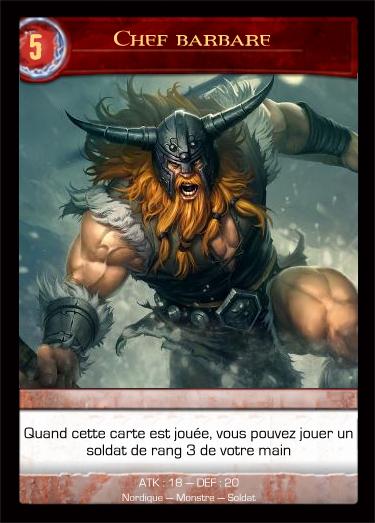 5
Chef barbare
Quand cette carte est jouée, vous pouvez jouer un
soldat de rang 3 de votre main
ATK : 18 — DEF : 20
Nordique — Monstre — Soldat